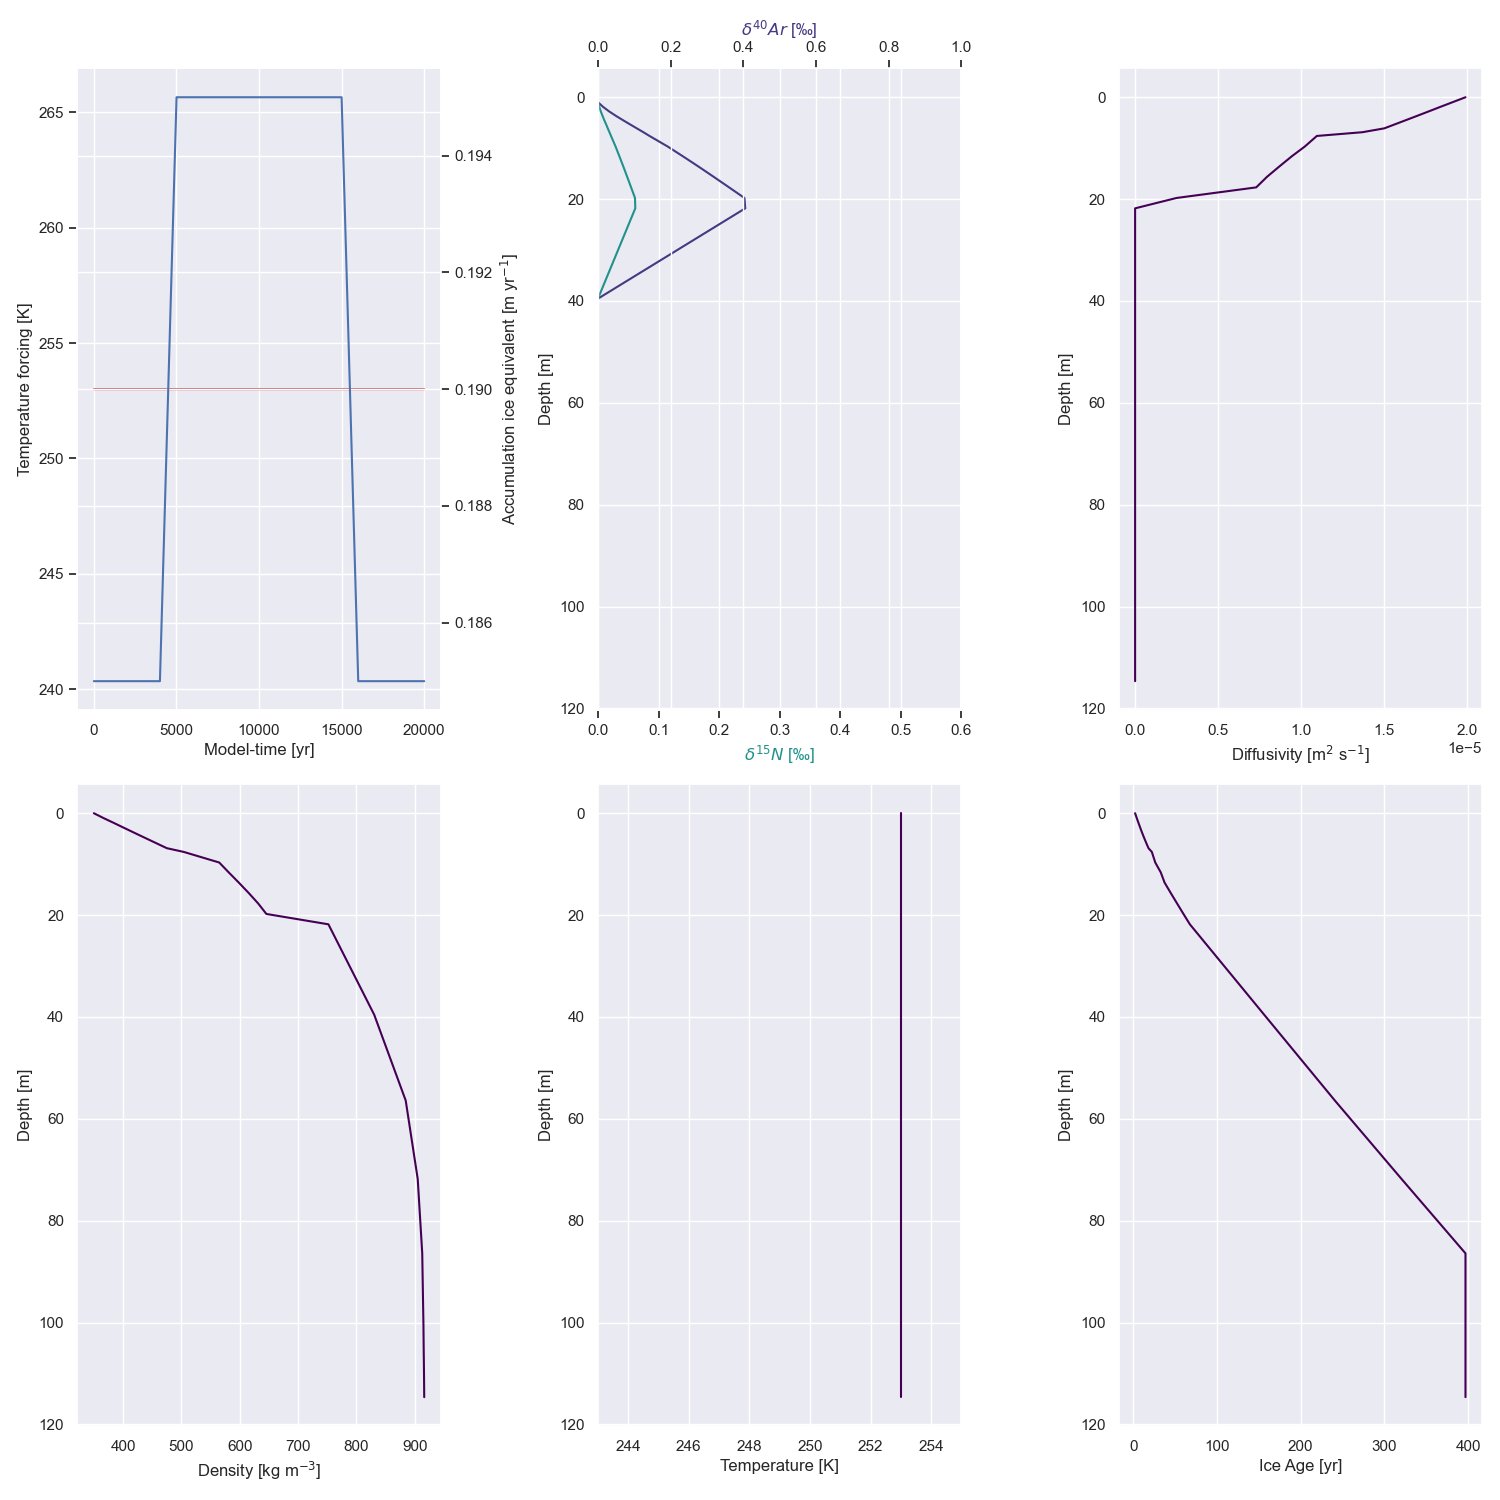 δ⁴⁰Ar [‰]
0.0 0.2 0.4 0.6 0.8 1.0
265
260
255
250
245
240
Temperature forcing [K]
0.194
0.192
0.190
0.188
0.186
Accumulation ice equivalent [m yr⁻¹]
0 5000 10000 15000 20000
Model-time [yr]
0
20
40
60
80
100
120
Depth [m]
0.0 0.1 0.2 0.3 0.4 0.5 0.6
δ¹⁵N [‰]
0
20
40
60
80
100
120
Depth [m]
0.0 0.5 1.0 1.5 2.0
1e−5
Diffusivity [m² s⁻¹]
0
20
40
60
80
100
120
Depth [m]
400 500 600 700 800 900
Density [kg m⁻³]
0
20
40
60
80
100
120
Depth [m]
244 246 248 250 252 254
Temperature [K]
0
20
40
60
80
100
120
Depth [m]
0 100 200 300 400
Ice Age [yr]